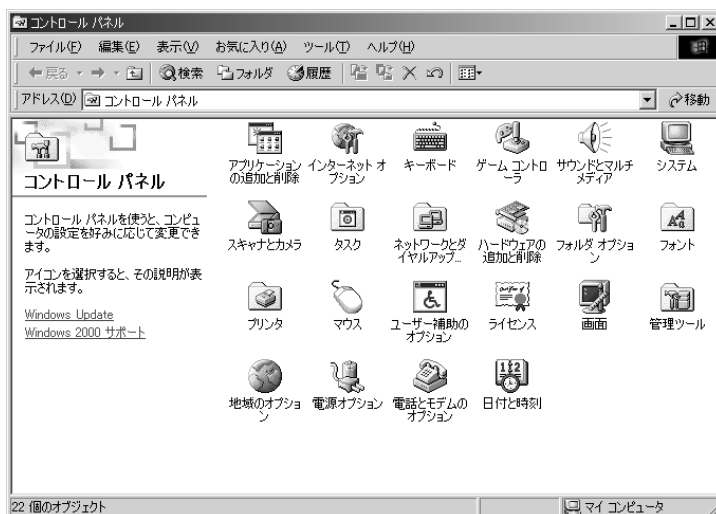 コントロール パネル
ファイル(F) 編集(E) 表示(V) お気に入り(A) ツール(T) ヘルプ(H)
戻る 検索 フォルダ 履歴
アドレス(D) コントロール パネル 移動
コントロール パネル
コントロール パネルを使うと、コンピュ
ータの設定を好みに応じて変更でき
ます。
アイコンを選択すると、その説明が表
示されます。
Windows Update
Windows 2000 サポート
アプリケーション
の追加と削除
インターネット オ
プション
キーボード
ゲーム コントロ
ーラ
サウンドとマルチ
メディア
システム
スキャナとカメラ
タスク
ネットワークとダ
イヤルアップ...
ハードウェアの
追加と削除
フォルダ オプショ
ン
フォント
プリンタ
マウス
ユーザー補助の
オプション
ライセンス
画面
管理ツール
地域のオプショ
ン
電源オプション
電話とモデムの
オプション
日付と時刻
22 個のオブジェクト
マイ コンピュータ